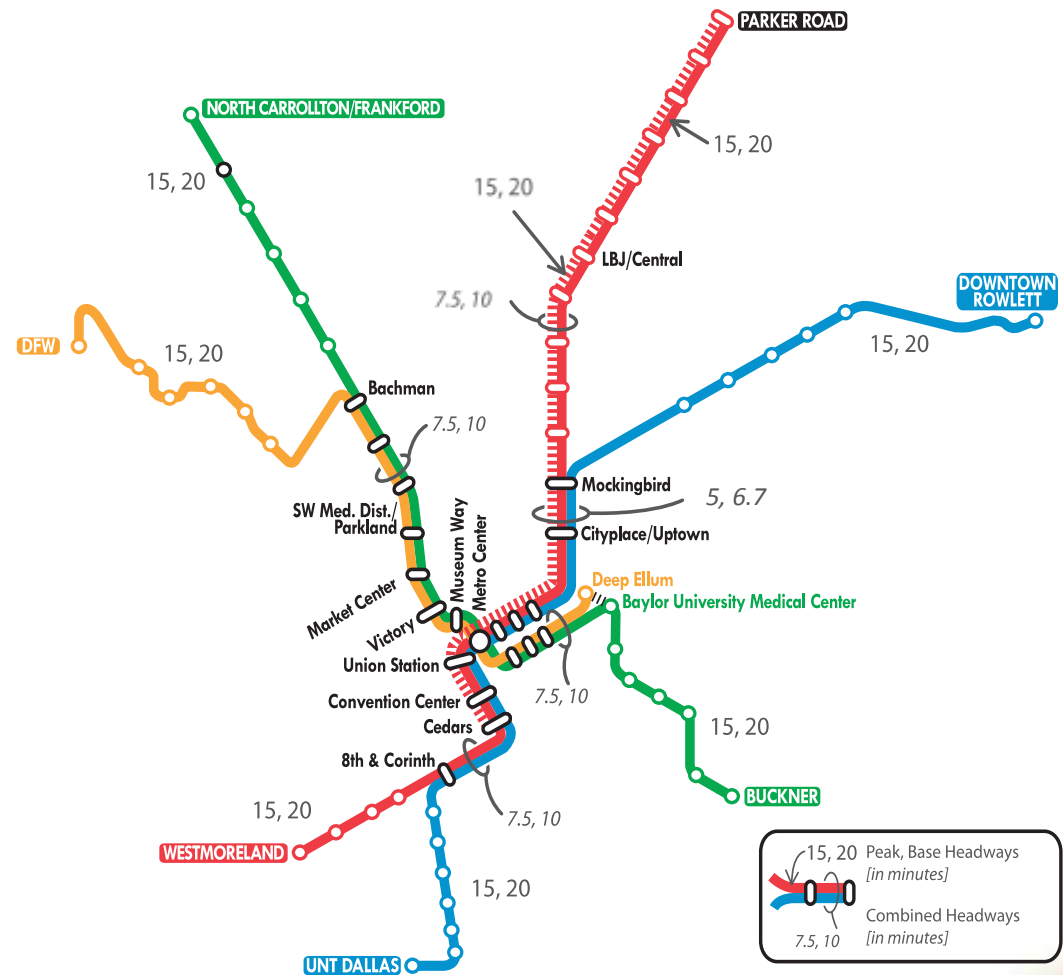 PARKER ROAD
NORTH CARROLLTON/FRANKFORD
15, 20
15, 20
15, 20
LBJ/Central
DOWNTOWN
ROWLETT
7.5, 10
15, 20
DFW
15, 20
Bachman
7.5, 10
Mockingbird
5, 6.7
SW Med. Dist./
Parkland
Museum Way
Metro Center
Cityplace/Uptown
Deep Ellum
Baylor University Medical Center
Market Center
Victory
Union Station
7.5, 10
Convention Center
Cedars
15, 20
8th & Corinth
BUCKNER
15, 20
7.5, 10
WESTMORELAND
15, 20
UNT DALLAS
15, 20 Peak, Base Headways
[in minutes]
Combined Headways
7.5, 10 [in minutes]